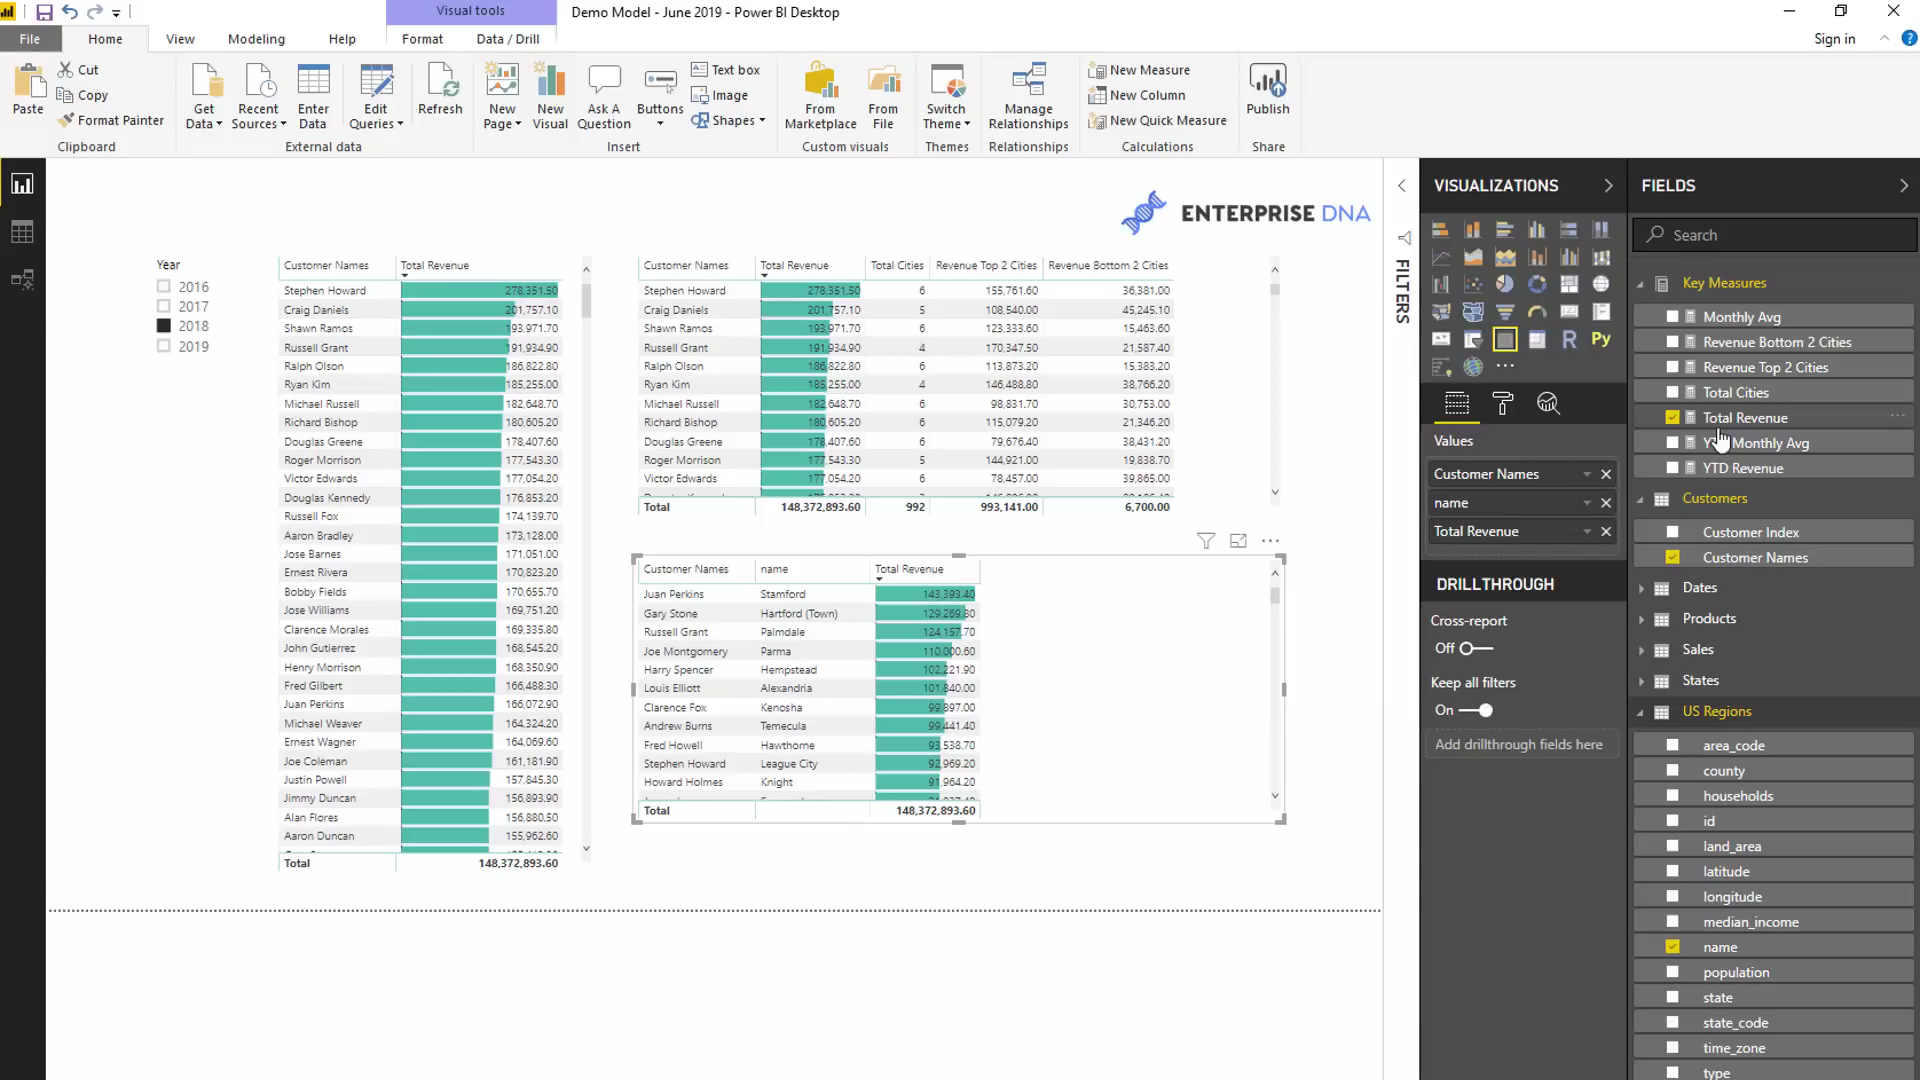 Visual tools
Demo Model - June 2019 - Power BI Desktop
File
Home
View
Modeling
Help
Format
Data / Drill
Sign in
Paste
Cut
Copy
Format Painter
Clipboard
Get Data
Recent Sources
Enter Data
Edit Queries
Refresh
External data
New Page
New Visual
Ask A Question
Buttons
Text box
Image
Shapes
Insert
From Marketplace
From File
Custom visuals
Switch Theme
Themes
Manage Relationships
Relationships
New Measure
New Column
New Quick Measure
Calculations
Publish
Share
ENTERPRISE DNA
Year
2016
2017
2018
2019
Customer Names Total Revenue
Stephen Howard 278,351.50
Craig Daniels 201,757.10
Shawn Ramos 193,971.70
Russell Grant 191,934.90
Ralph Olson 186,822.80
Ryan Kim 185,255.00
Michael Russell 182,648.70
Richard Bishop 180,605.20
Douglas Greene 178,407.60
Roger Morrison 177,543.30
Victor Edwards 177,054.20
Douglas Kennedy 176,853.20
Russell Fox 174,139.70
Aaron Bradley 173,128.00
Jose Barnes 171,051.00
Ernest Rivera 170,823.20
Bobby Fields 170,655.70
Jose Williams 169,751.20
Clarence Morales 169,335.80
John Gutierrez 168,545.20
Henry Morrison 168,350.90
Fred Gilbert 166,488.30
Juan Perkins 166,072.90
Michael Weaver 164,324.20
Ernest Wagner 164,069.60
Joe Coleman 161,181.90
Justin Powell 157,845.30
Jimmy Duncan 156,893.90
Alan Flores 156,880.50
Aaron Duncan 155,962.60
Total 148,372,893.60
Customer Names Total Revenue Total Cities Revenue Top 2 Cities Revenue Bottom 2 Cities
Stephen Howard 278,351.50 6 155,761.60 36,381.00
Craig Daniels 201,757.10 5 108,540.00 45,245.10
Shawn Ramos 193,971.70 6 123,333.60 15,463.60
Russell Grant 191,934.90 4 170,347.50 21,587.40
Ralph Olson 186,822.80 6 113,873.20 15,383.20
Ryan Kim 185,255.00 4 146,488.80 38,766.20
Michael Russell 182,648.70 6 98,831.70 30,753.00
Richard Bishop 180,605.20 6 115,079.20 21,346.20
Douglas Greene 178,407.60 6 79,676.40 38,431.20
Roger Morrison 177,543.30 5 144,921.00 19,838.70
Victor Edwards 177,054.20 6 78,457.00 39,865.00
Total 148,372,893.60 992 993,141.00 6,700.00
Customer Names name Total Revenue
Juan Perkins Stamford 143,393.40
Gary Stone Hartford (Town) 129,269.80
Russell Grant Palmdale 124,157.70
Joe Montgomery Parma 110,000.60
Harry Spencer Hempstead 102,221.90
Louis Elliott Alexandria 101,840.00
Clarence Fox Kenosha 99,897.00
Andrew Burns Temecula 99,441.40
Fred Howell Hawthorne 93,538.70
Stephen Howard League City 92,969.20
Howard Holmes Knight 91,964.20
Total 148,372,893.60
FILTERS
VISUALIZATIONS
R
Py
Values
Customer Names
name
Total Revenue
DRILLTHROUGH
Cross-report
Off
Keep all filters
On
Add drillthrough fields here
FIELDS
Search
Key Measures
Monthly Avg
Revenue Bottom 2 Cities
Revenue Top 2 Cities
Total Cities
Total Revenue
Monthly Avg
YTD Revenue
Customers
Customer Index
Customer Names
Dates
Products
Sales
States
US Regions
area_code
county
households
id
land_area
latitude
longitude
median_income
name
population
state
state_code
time_zone
type